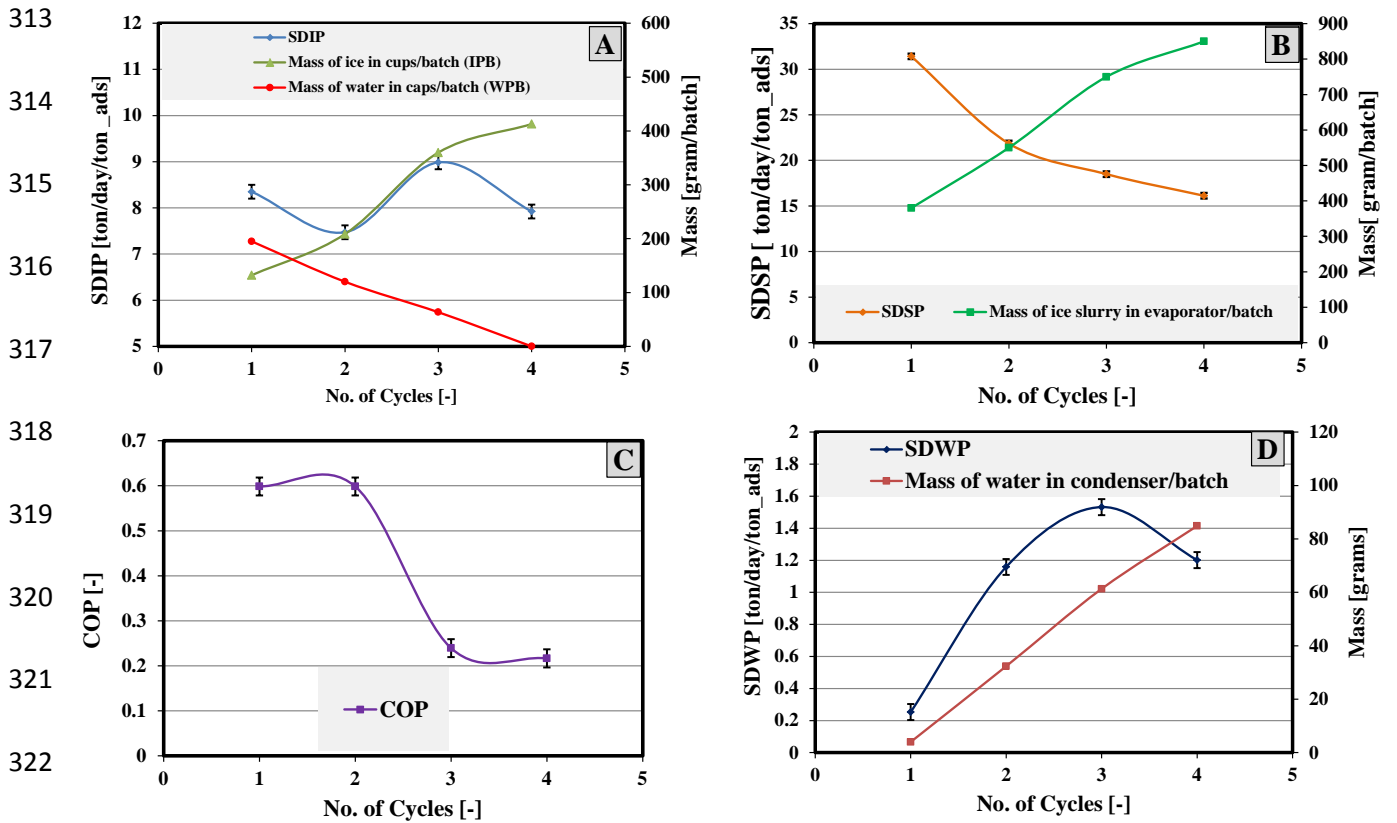 313
314
315
316
317
318
319
320
321
322
A
SDIP
Mass of ice in cups/batch (IPB)
Mass of water in caps/batch (WPB)
SDIP [ton/day/ton_ads]
12
11
10
9
8
7
6
5
Mass [gram/batch]
600
500
400
300
200
100
0
0 1 2 3 4 5
No. of Cycles [-]
B
SDSP [ ton/day/ton_ads]
35
30
25
20
15
10
5
0
Mass[ gram/batch]
900
800
700
600
500
400
300
200
100
0
SDSP
Mass of ice slurry in evaporator/batch
0 1 2 3 4 5
No. of Cycles [-]
C
COP [-]
0.7
0.6
0.5
0.4
0.3
0.2
0.1
0
COP
0 1 2 3 4 5
No. of Cycles [-]
D
SDWP
Mass of water in condenser/batch
SDWP [ton/day/ton_ads]
2
1.8
1.6
1.4
1.2
1
0.8
0.6
0.4
0.2
0
Mass [grams)
120
100
80
60
40
20
0
0 1 2 3 4 5
No. of Cycles [-]